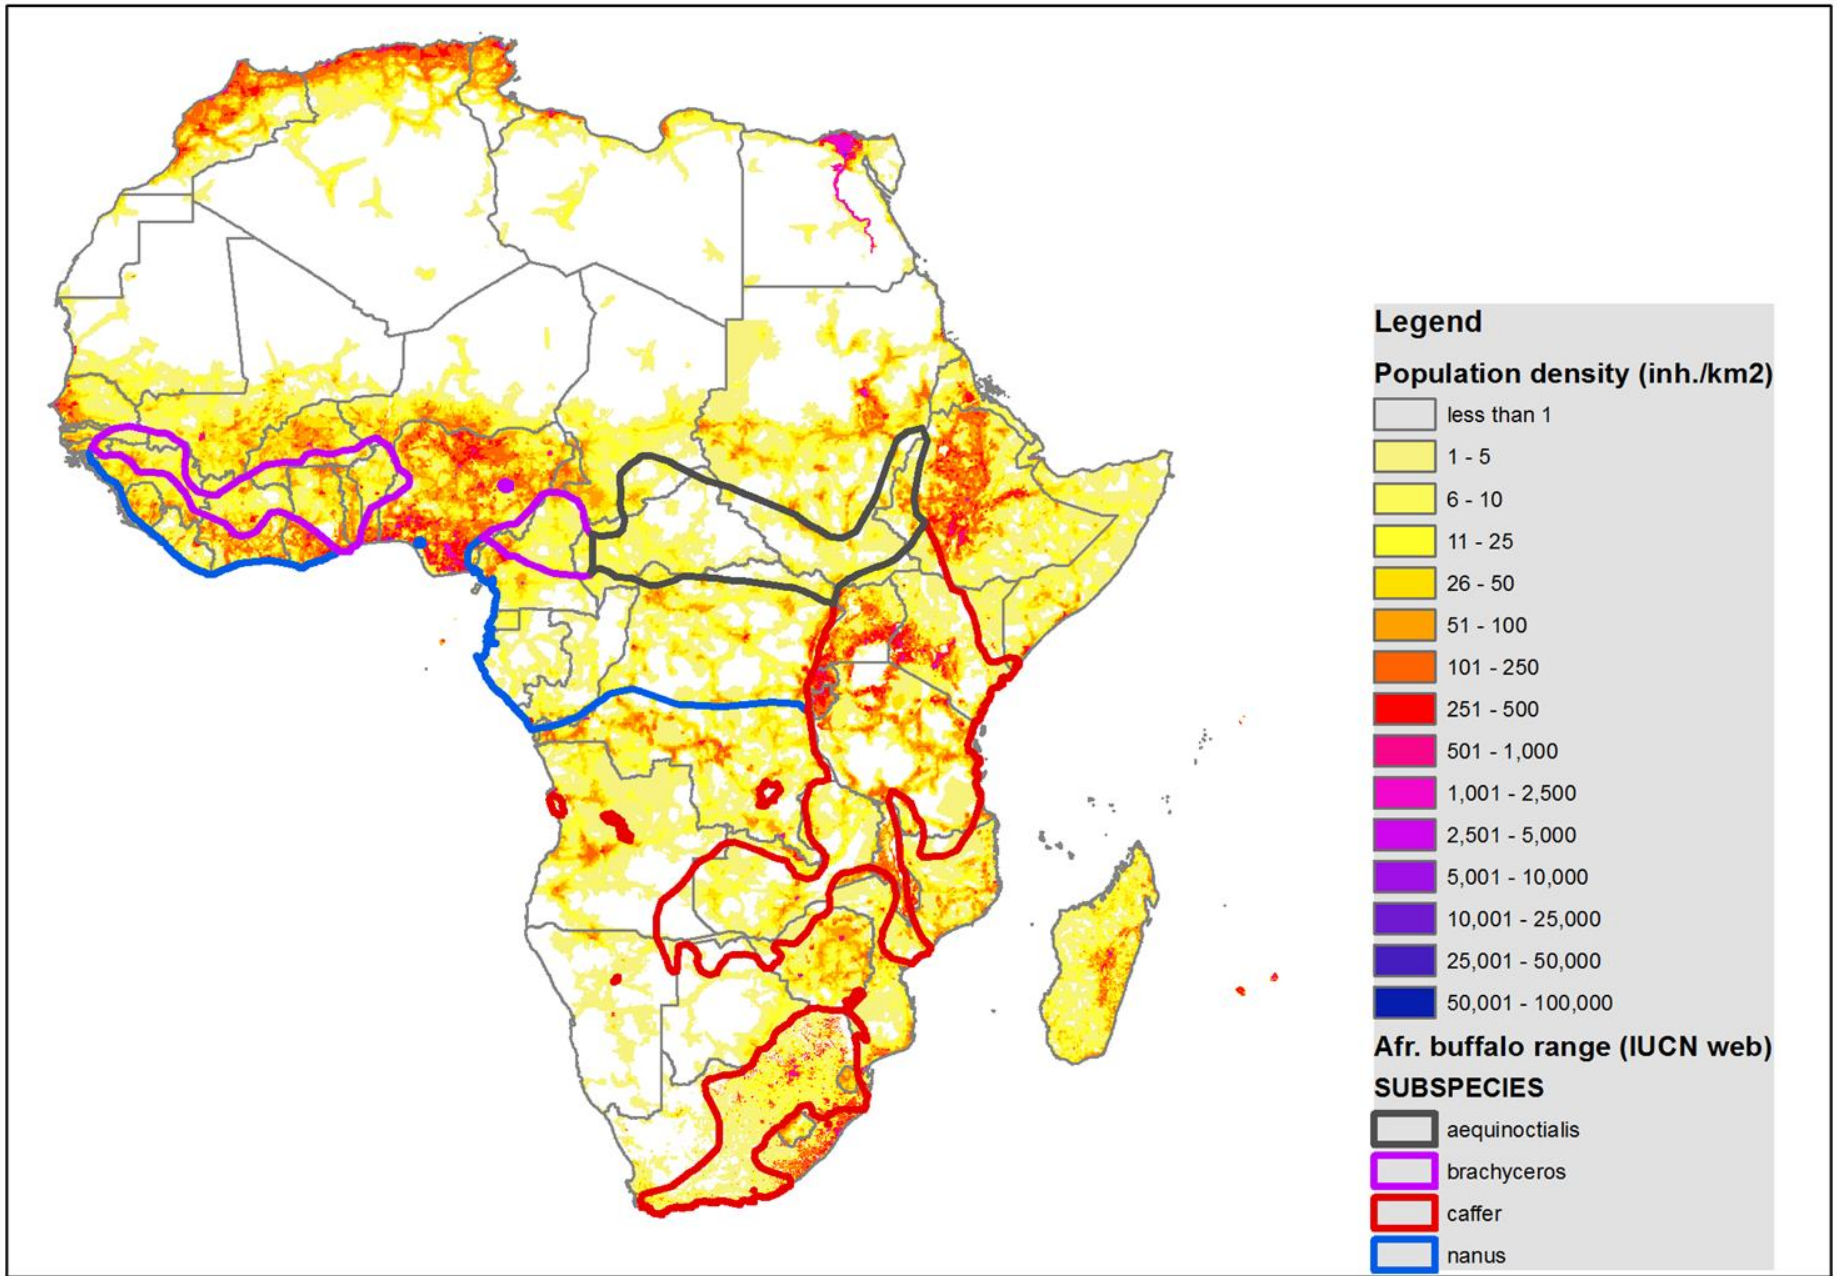 Legend
Population density (inh./km2)
less than 1
1 - 5
6 - 10
11 - 25
26 - 50
51 - 100
101 - 250
251 - 500
501 - 1,000
1,001 - 2,500
2,501 - 5,000
5,001 - 10,000
10,001 - 25,000
25,001 - 50,000
50,001 - 100,000
Afr. buffalo range (IUCN web)
SUBSPECIES
aequinoctialis
brachyceros
caffer
nanus